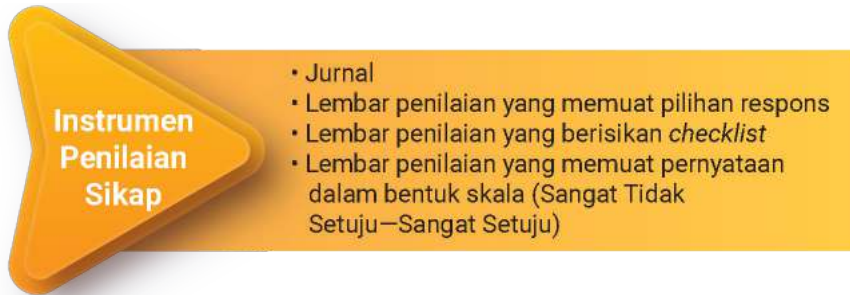 Instrumen
Penilaian
Sikap
• Jurnal
• Lembar penilaian yang memuat pilihan respons
• Lembar penilaian yang berisikan checklist
• Lembar penilaian yang memuat pernyataan
dalam bentuk skala (Sangat Tidak
Setuju—Sangat Setuju)